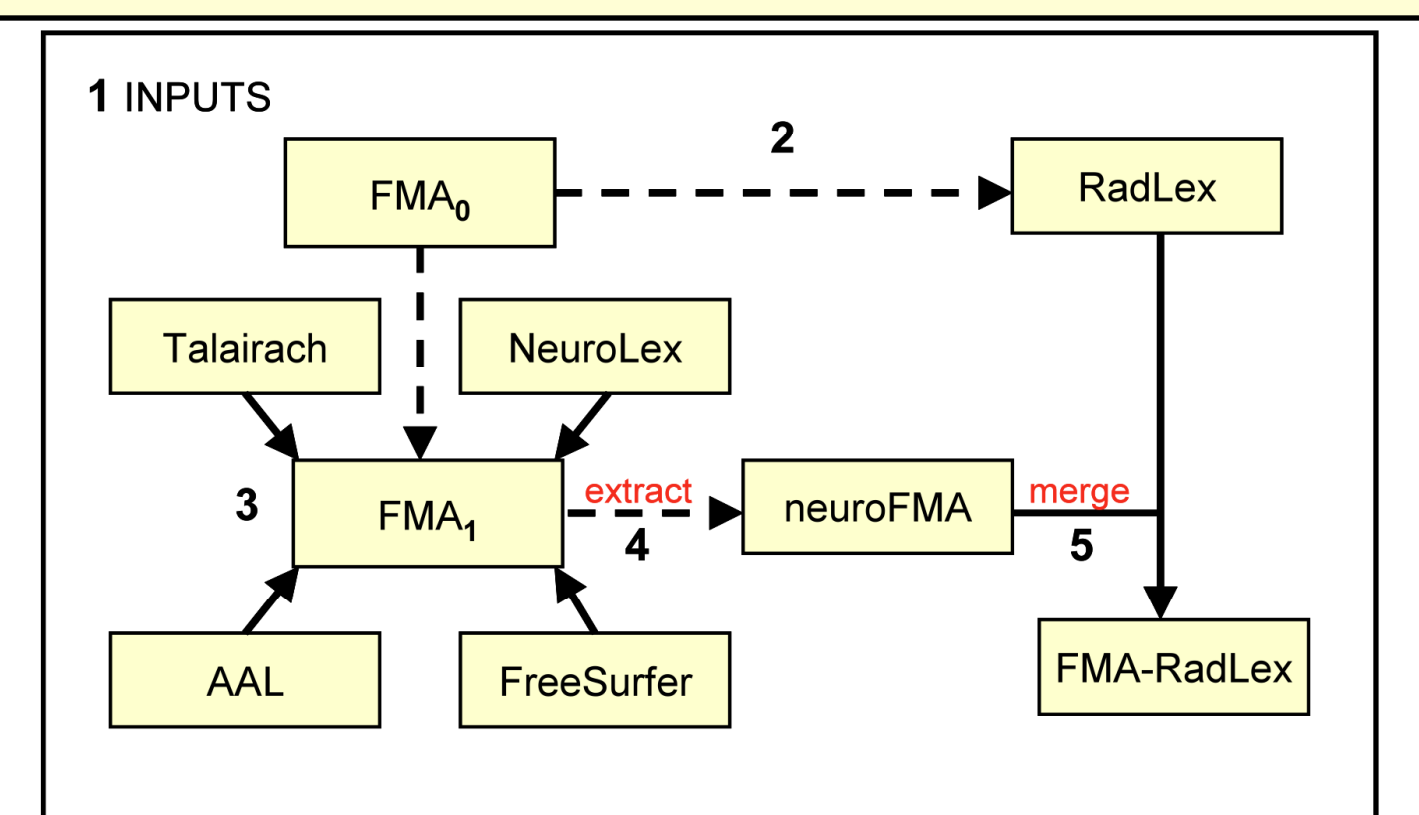 1 INPUTS
2
FMA0
RadLex
Talairach
NeuroLex
3
FMA1
extract
4
neuroFMA
merge
5
AAL
FreeSurfer
FMA-RadLex